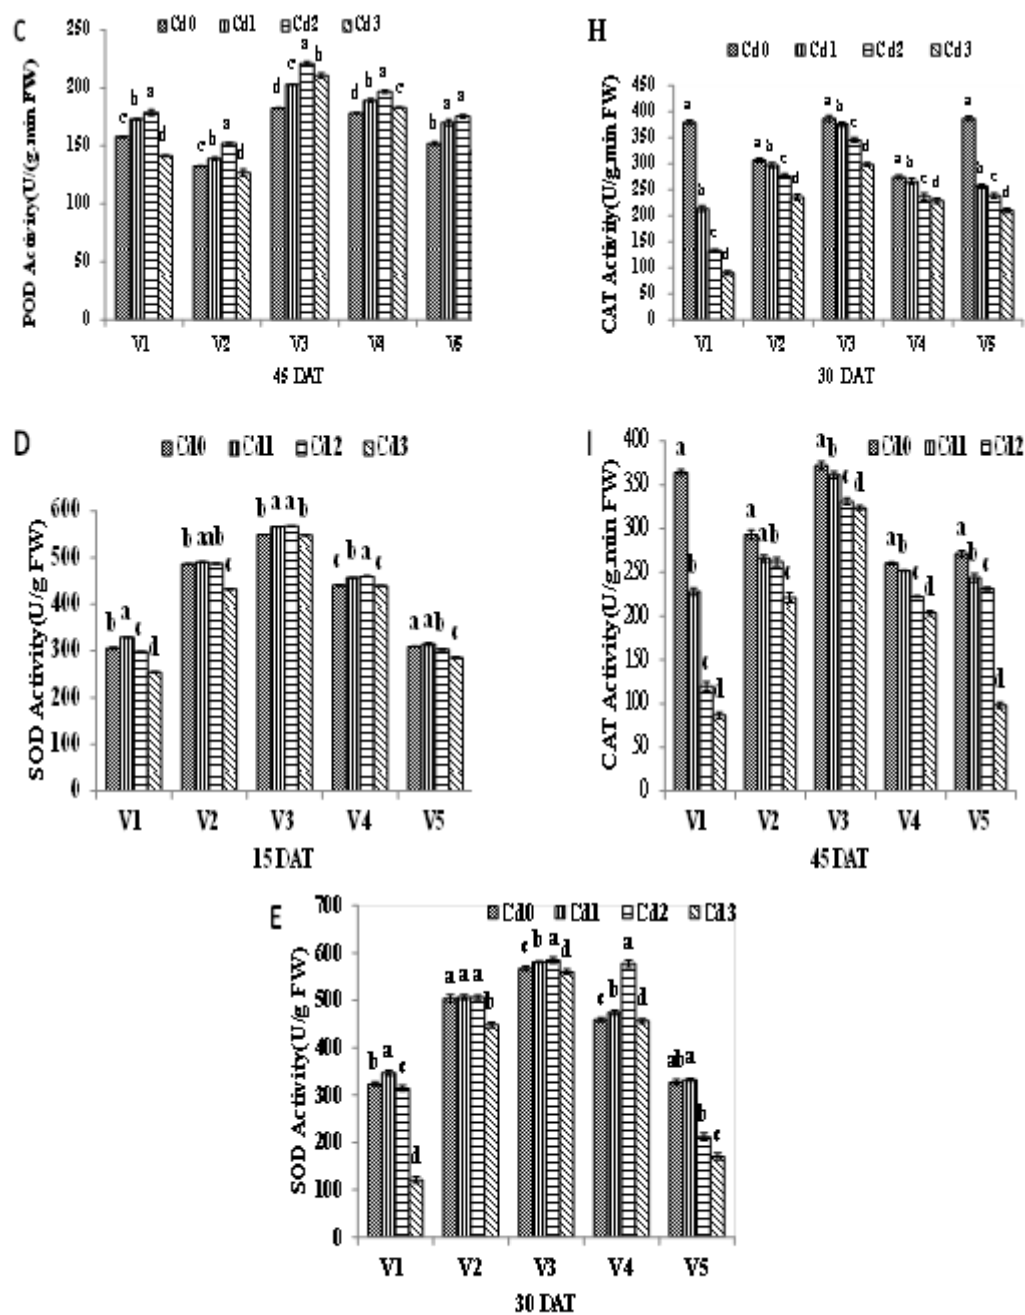 C
Cd0 Cd1 Cd2 Cd3
POD Activity(U/(g.min FW)
250
200
150
100
50
0
c b a d
c b a d
d c a b
d b a c
b a a
V1 V2 V3 V4 V5
45 DAT
H
Cd0 Cd1 Cd2 Cd3
CAT Activity(U/g.min FW)
450
400
350
300
250
200
150
100
50
0
a b c d
a b c d
a b c d
a b c d
a b c d
V1 V2 V3 V4 V5
30 DAT
D
Cd0 Cd1 Cd2 Cd3
SOD Activity(U/g FW)
600
500
400
300
200
100
0
b a c d
b a ab c
b a a b
c b a c
a a b c
V1 V2 V3 V4 V5
15 DAT
I
Cd0 Cd1 Cd2
CAT Activity(U/g.min FW)
400
350
300
250
200
150
100
50
0
a b c d
a ab c
a b c d
a b c d
a b c d
V1 V2 V3 V4 V5
45 DAT
E
Cd0 Cd1 Cd2 Cd3
SOD Activity(U/g FW)
700
600
500
400
300
200
100
0
b a c d
a a a b
c b a d
c b a d
ab a b c
V1 V2 V3 V4 V5
30 DAT